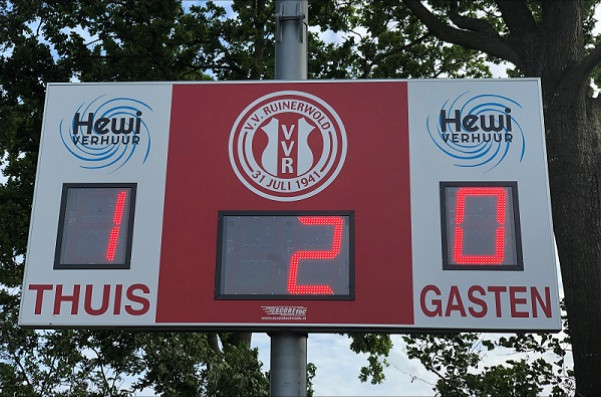 Hewi
VERHUUR
V.V. RUINERWOLD
VVR
31 JULI 1941
Hewi
VERHUUR
1
2
0
THUIS
GASTEN